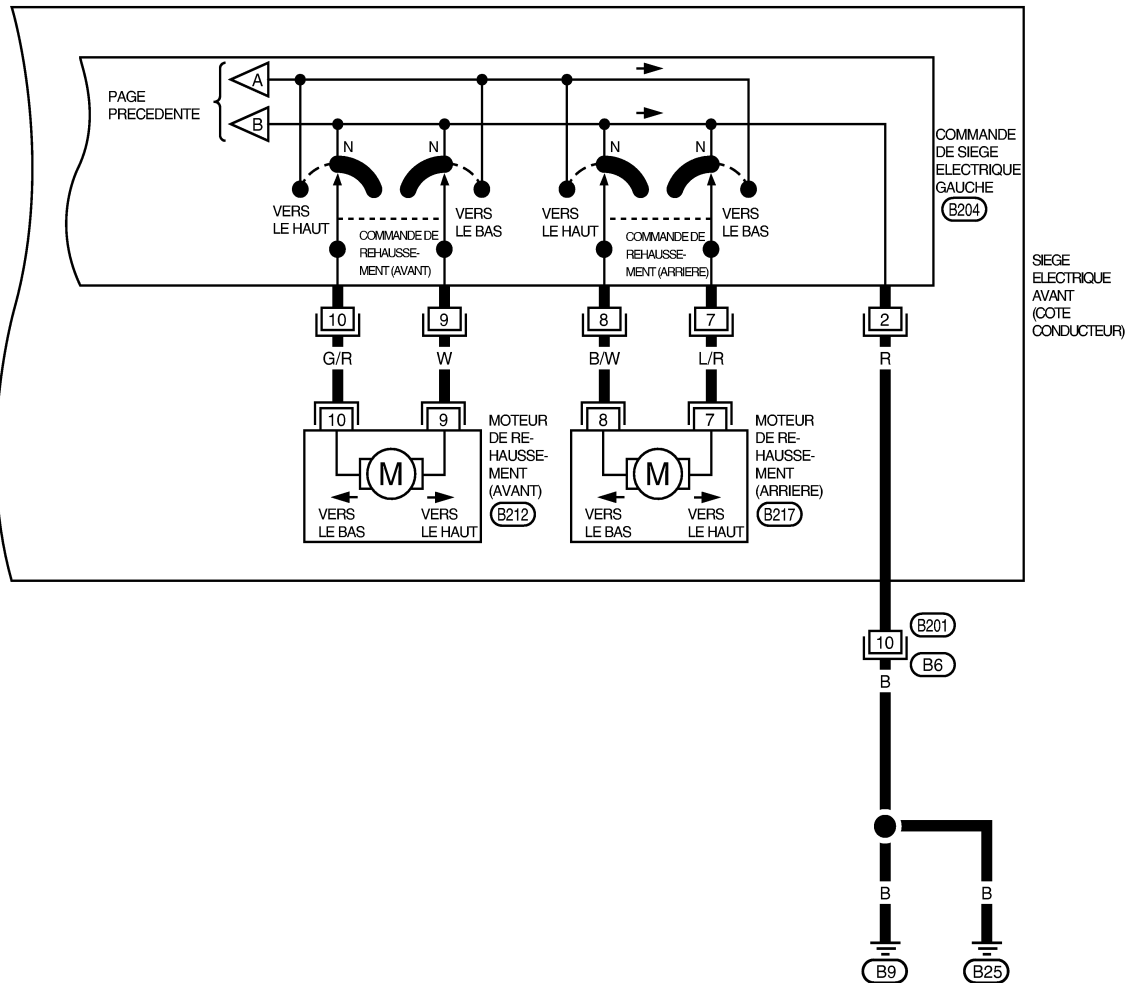 PAGE
PRECEDENTE
A
B
N
N
N
N
VERS
LE HAUT
VERS
LE BAS
VERS
LE HAUT
VERS
LE BAS
COMMANDE DE
REHAUSSE-
MENT (AVANT)
COMMANDE DE
REHAUSSE-
MENT (ARRIERE)
COMMANDE
DE SIEGE
ELECTRIQUE
GAUCHE
B204
SIEGE
ELECTRIQUE
AVANT
(COTE
CONDUCTEUR)
10
9
8
7
2
G/R
W
B/W
L/R
R
10
9
8
7
M
VERS
LE BAS
VERS
LE HAUT
MOTEUR
DE RE-
HAUSSE-
MENT
(AVANT)
B212
M
VERS
LE BAS
VERS
LE HAUT
MOTEUR
DE RE-
HAUSSE-
MENT
(ARRIERE)
B217
10
B201
B6
B
B
B
B9
B25